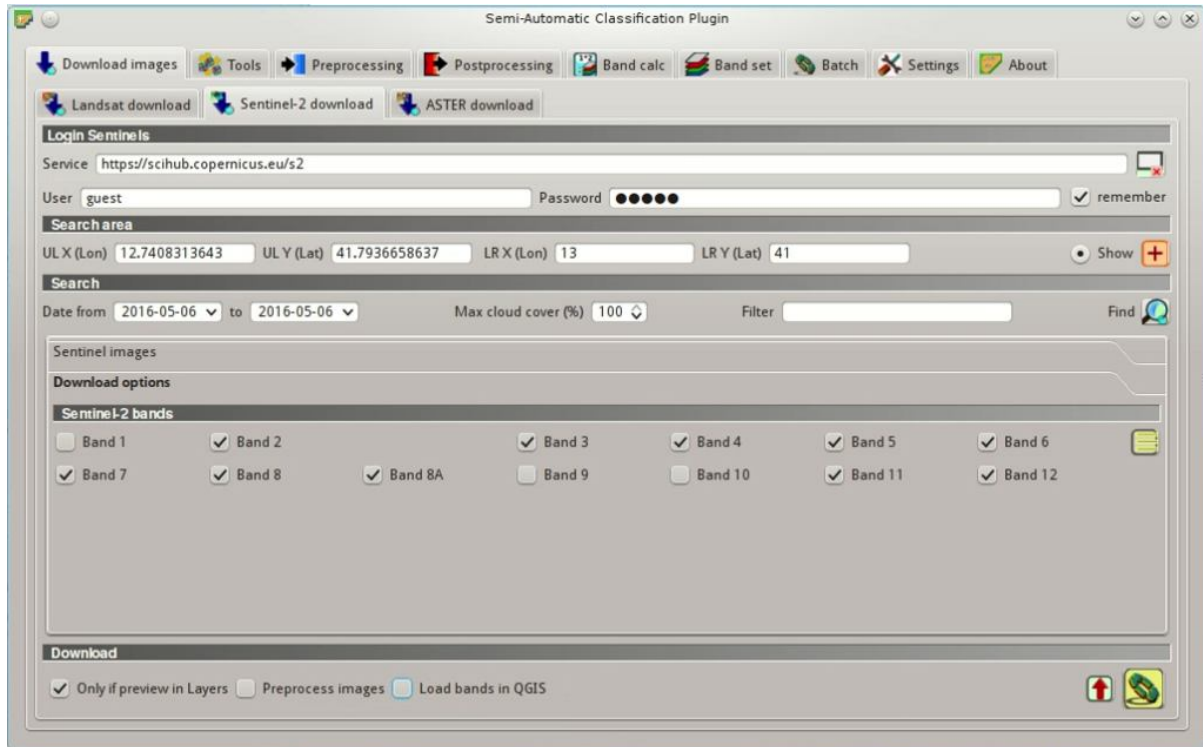 Semi-Automatic Classification Plugin
Download images Tools Preprocessing Postprocessing Band calc Band set Batch Settings About
Landsat download Sentinel-2 download ASTER download
Login Sentinels
Service https://scihub.copernicus.eu/s2
User guest Password ●●●●● remember
Search area
UL X (Lon) 12.7408313643 UL Y (Lat) 41.7936658637 LR X (Lon) 13 LR Y (Lat) 41 Show
Search
Date from 2016-05-06 to 2016-05-06 Max cloud cover (%) 100 Filter Find
Sentinel images
Download options
Sentinel-2 bands
Band 1 Band 2 Band 3 Band 4 Band 5 Band 6
Band 7 Band 8 Band 8A Band 9 Band 10 Band 11 Band 12
Download
Only if preview in Layers Preprocess images Load bands in QGIS